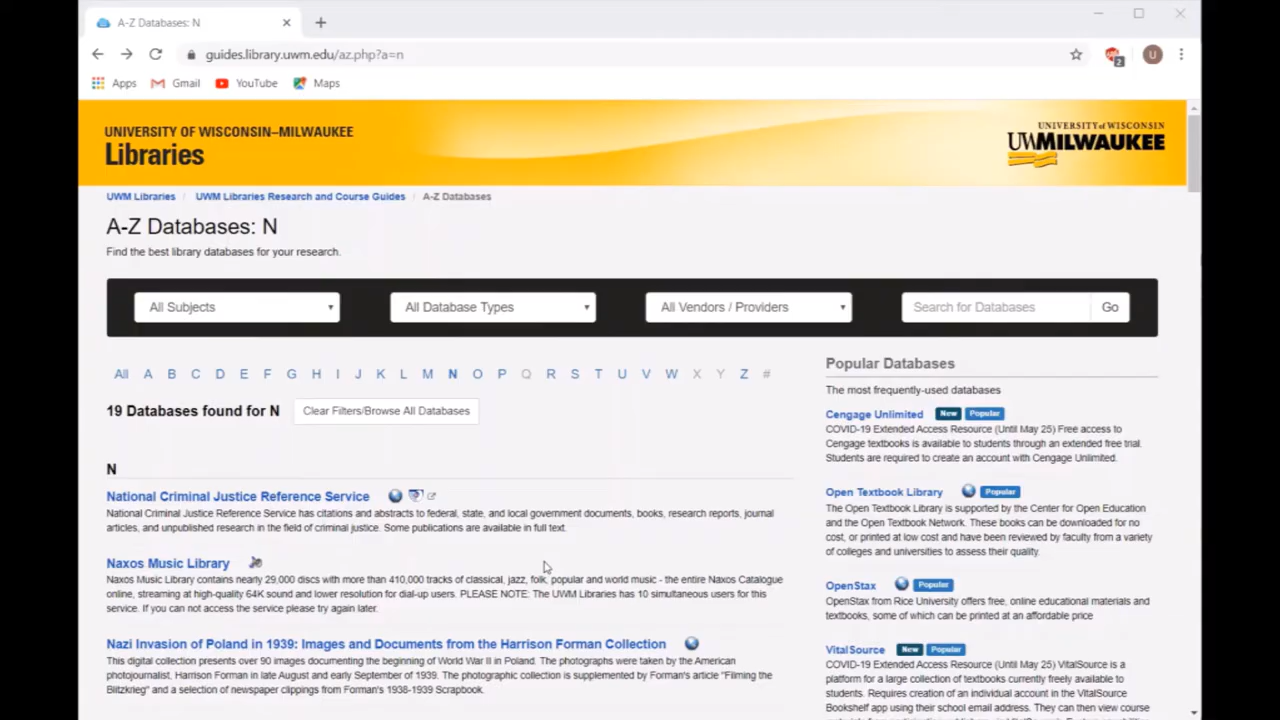 A-Z Databases: N
guides.library.uwm.edu/az.php?a=n
2
U
Apps Gmail YouTube Maps
UNIVERSITY OF WISCONSIN–MILWAUKEE
Libraries
UNIVERSITY of WISCONSIN
UWMILWAUKEE
UWM Libraries / UWM Libraries Research and Course Guides / A-Z Databases
A-Z Databases: N
Find the best library databases for your research.
All Subjects All Database Types All Vendors / Providers Search for Databases Go
All A B C D E F G H I J K L M N O P Q R S T U V W X Y Z #
19 Databases found for N Clear Filters/Browse All Databases
N
National Criminal Justice Reference Service
National Criminal Justice Reference Service has citations and abstracts to federal, state, and local government documents, books, research reports, journal
articles, and unpublished research in the field of criminal justice. Some publications are available in full text.
Naxos Music Library
Naxos Music Library contains nearly 29,000 discs with more than 410,000 tracks of classical, jazz, folk, popular and world music - the entire Naxos Catalogue
online, streaming at high-quality 64K sound and lower resolution for dial-up users. PLEASE NOTE: The UWM Libraries has 10 simultaneous users for this
service. If you can not access the service please try again later.
Nazi Invasion of Poland in 1939: Images and Documents from the Harrison Forman Collection
This digital collection presents over 90 images documenting the beginning of World War II in Poland. The photographs were taken by the American
photojournalist, Harrison Forman in late August and early September of 1939. The photographic collection is supplemented by Forman's article "Filming the
Blitzkrieg" and a selection of newspaper clippings from Forman's 1938-1939 Scrapbook.
Popular Databases
The most frequently-used databases
Cengage Unlimited New Popular
COVID-19 Extended Access Resource (Until May 25) Free access to
Cengage textbooks is available to students through an extended free trial.
Students are required to create an account with Cengage Unlimited.
Open Textbook Library Popular
The Open Textbook Library is supported by the Center for Open Education
and the Open Textbook Network. These books can be downloaded for no
cost, or printed at low cost and have been reviewed by faculty from a variety
of colleges and universities to assess their quality.
OpenStax Popular
OpenStax from Rice University offers free, online educational materials and
textbooks, some of which can be printed at an affordable price
VitalSource New Popular
COVID-19 Extended Access Resource (Until May 25) VitalSource is a
platform for a large collection of textbooks currently freely available to
students. Requires creation of an individual account in the VitalSource
Bookshelf app using their school email address. They can then view course